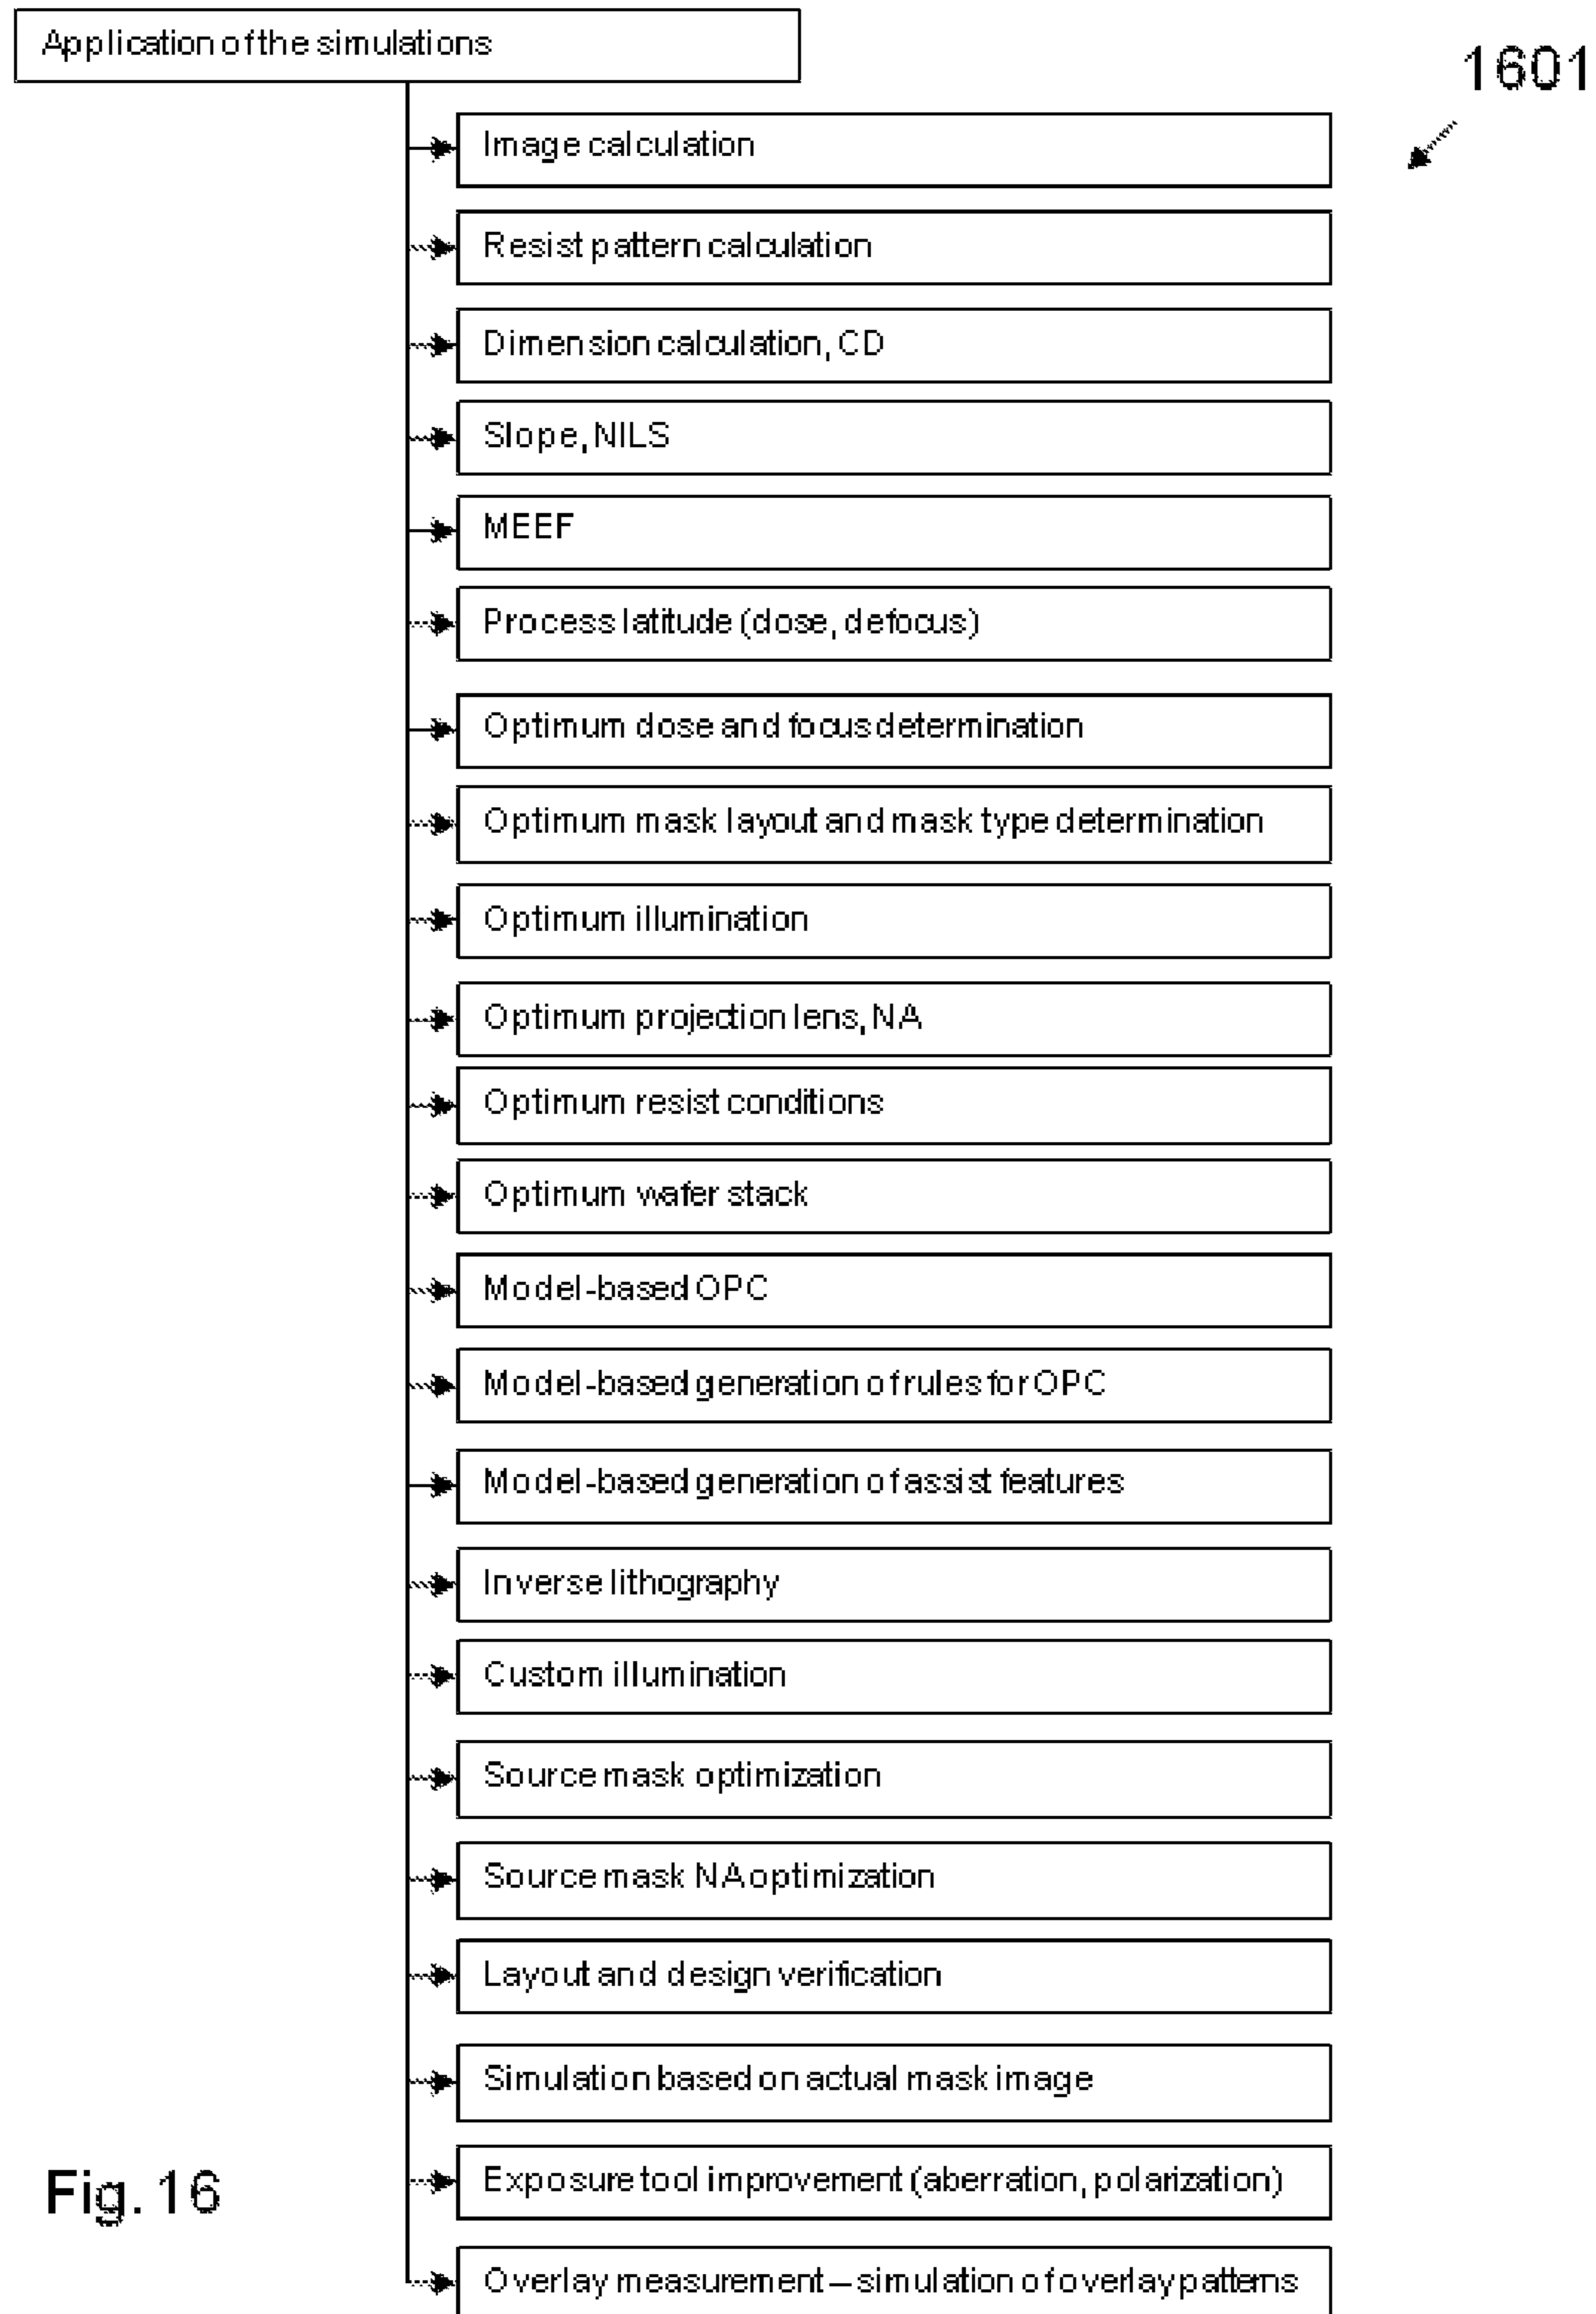 Application of the simulations
1601
Image calculation
Resist pattern calculation
Dimension calculation, CD
Slope, NILS
MEEF
Process latitude (dose, defocus)
Optimum dose and focus determination
Optimum mask layout and mask type determination
Optimum illumination
Optimum projection lens, NA
Optimum resist conditions
Optimum wafer stack
Model-based OPC
Model-based generation of rules for OPC
Model-based generation of assist features
Inverse lithography
Custom illumination
Source mask optimization
Source mask NA optimization
Layout and design verification
Simulation based on actual mask image
Exposure tool improvement (aberration, polarization)
Fig. 16
Overlay measurement – simulation of overlay patterns